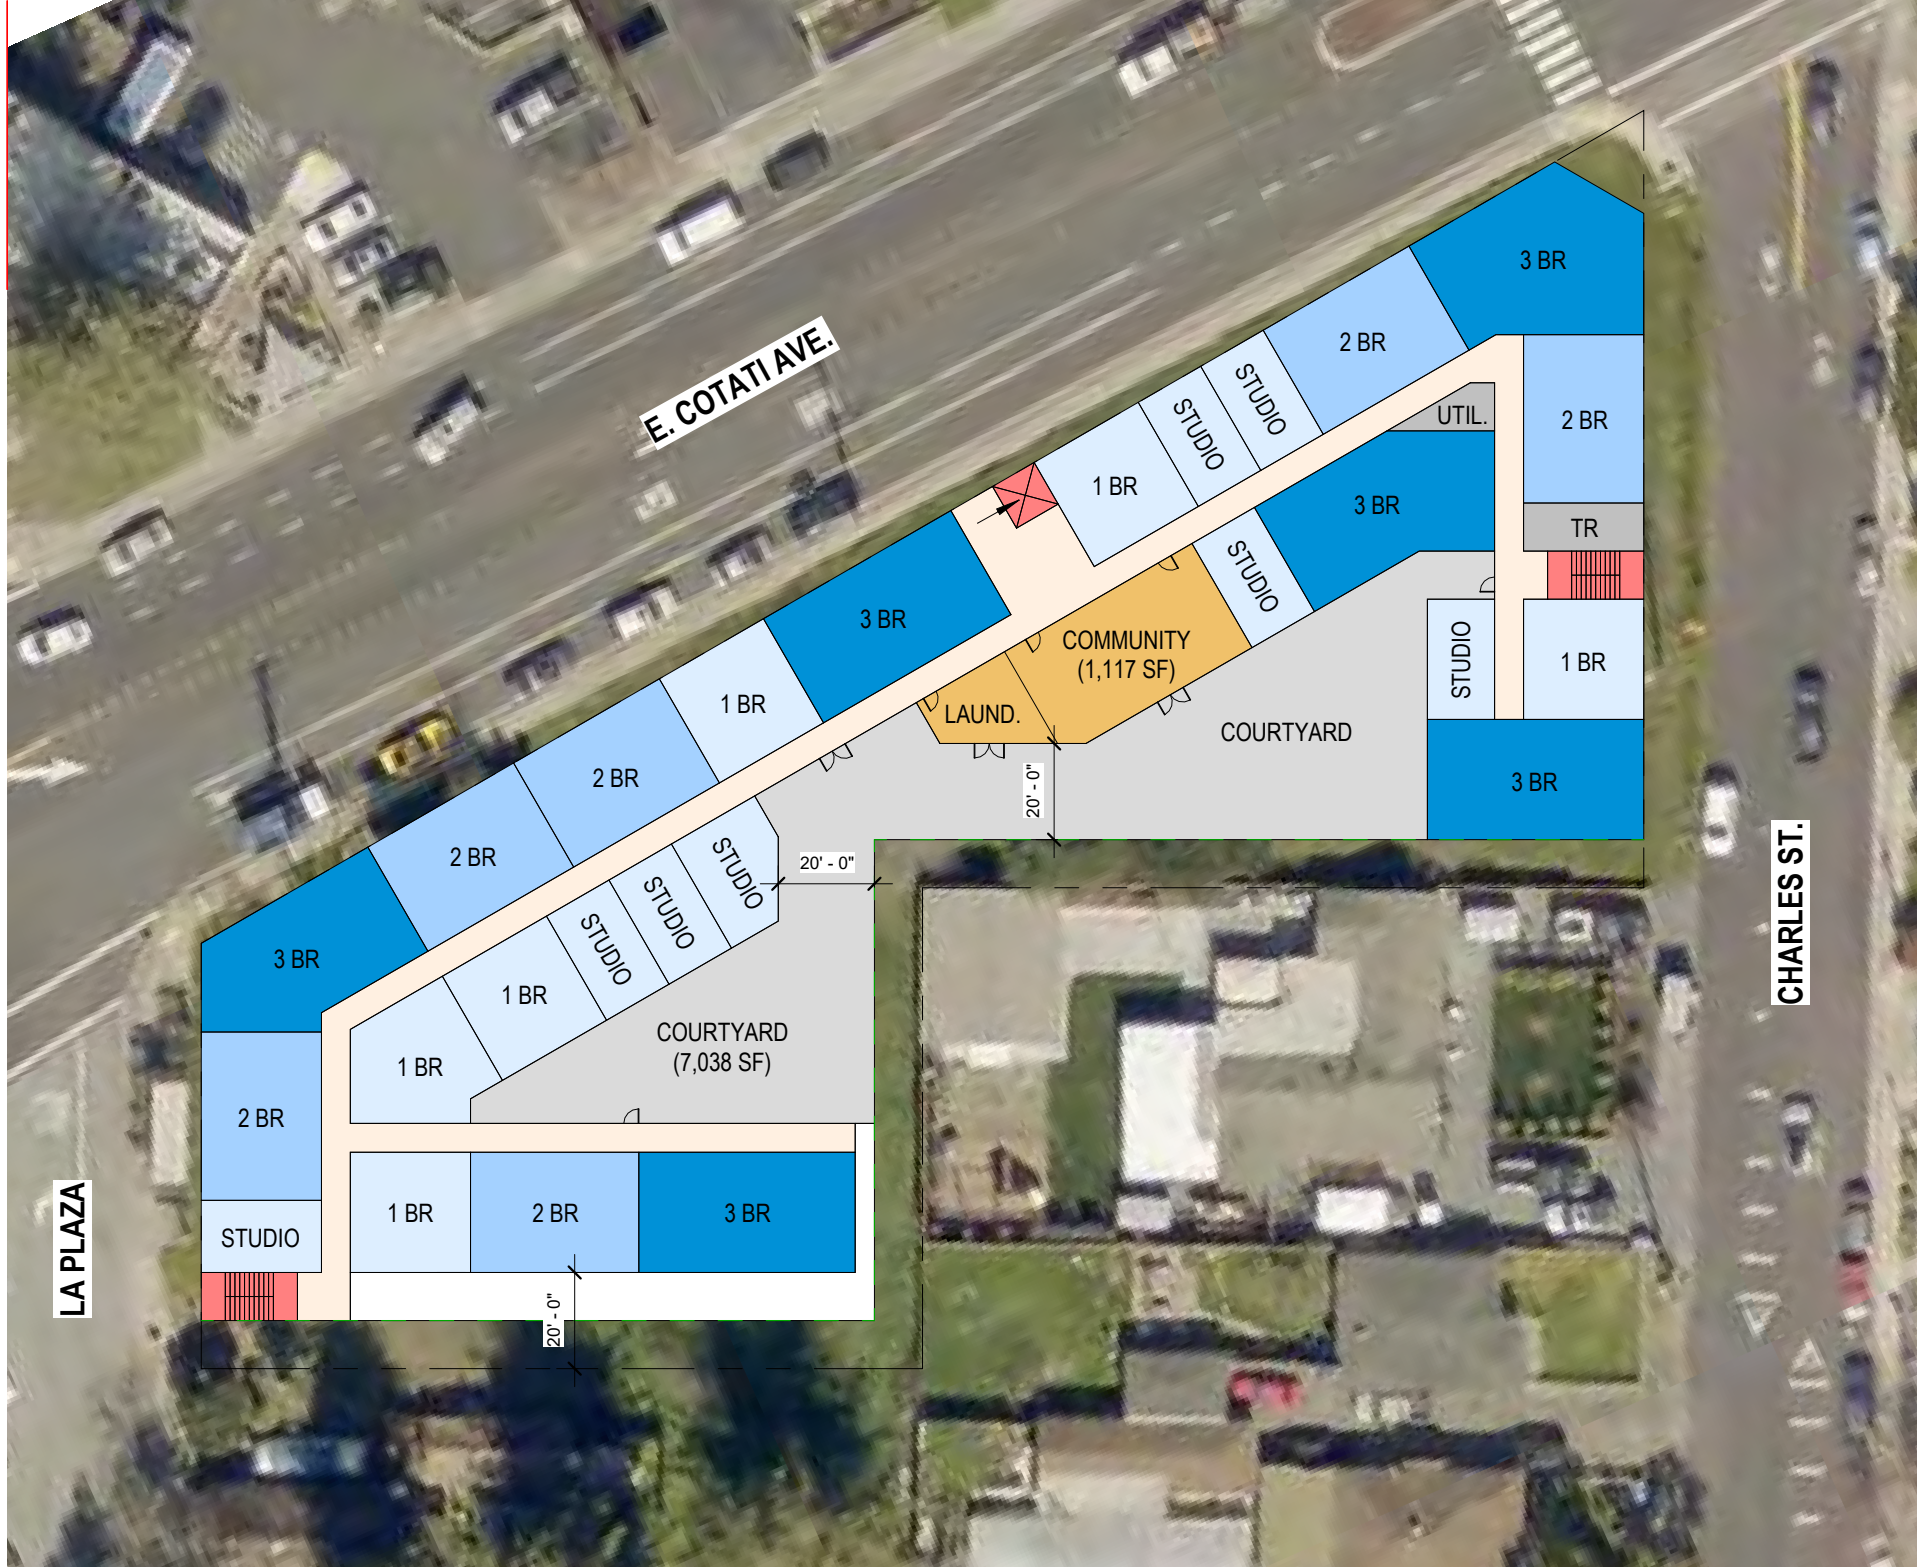 3 BR
E. COTATI AVE.
2 BR
STUDIO
STUDIO
UTIL.
2 BR
1 BR
3 BR
TR
STUDIO
3 BR
COMMUNITY
(1,117 SF)
STUDIO
1 BR
1 BR
LAUND.
COURTYARD
2 BR
20' - 0"
3 BR
2 BR
STUDIO
20' - 0"
STUDIO
STUDIO
3 BR
1 BR
CHARLES ST.
COURTYARD
(7,038 SF)
1 BR
2 BR
1 BR
2 BR
3 BR
STUDIO
LA PLAZA
20' - 0"